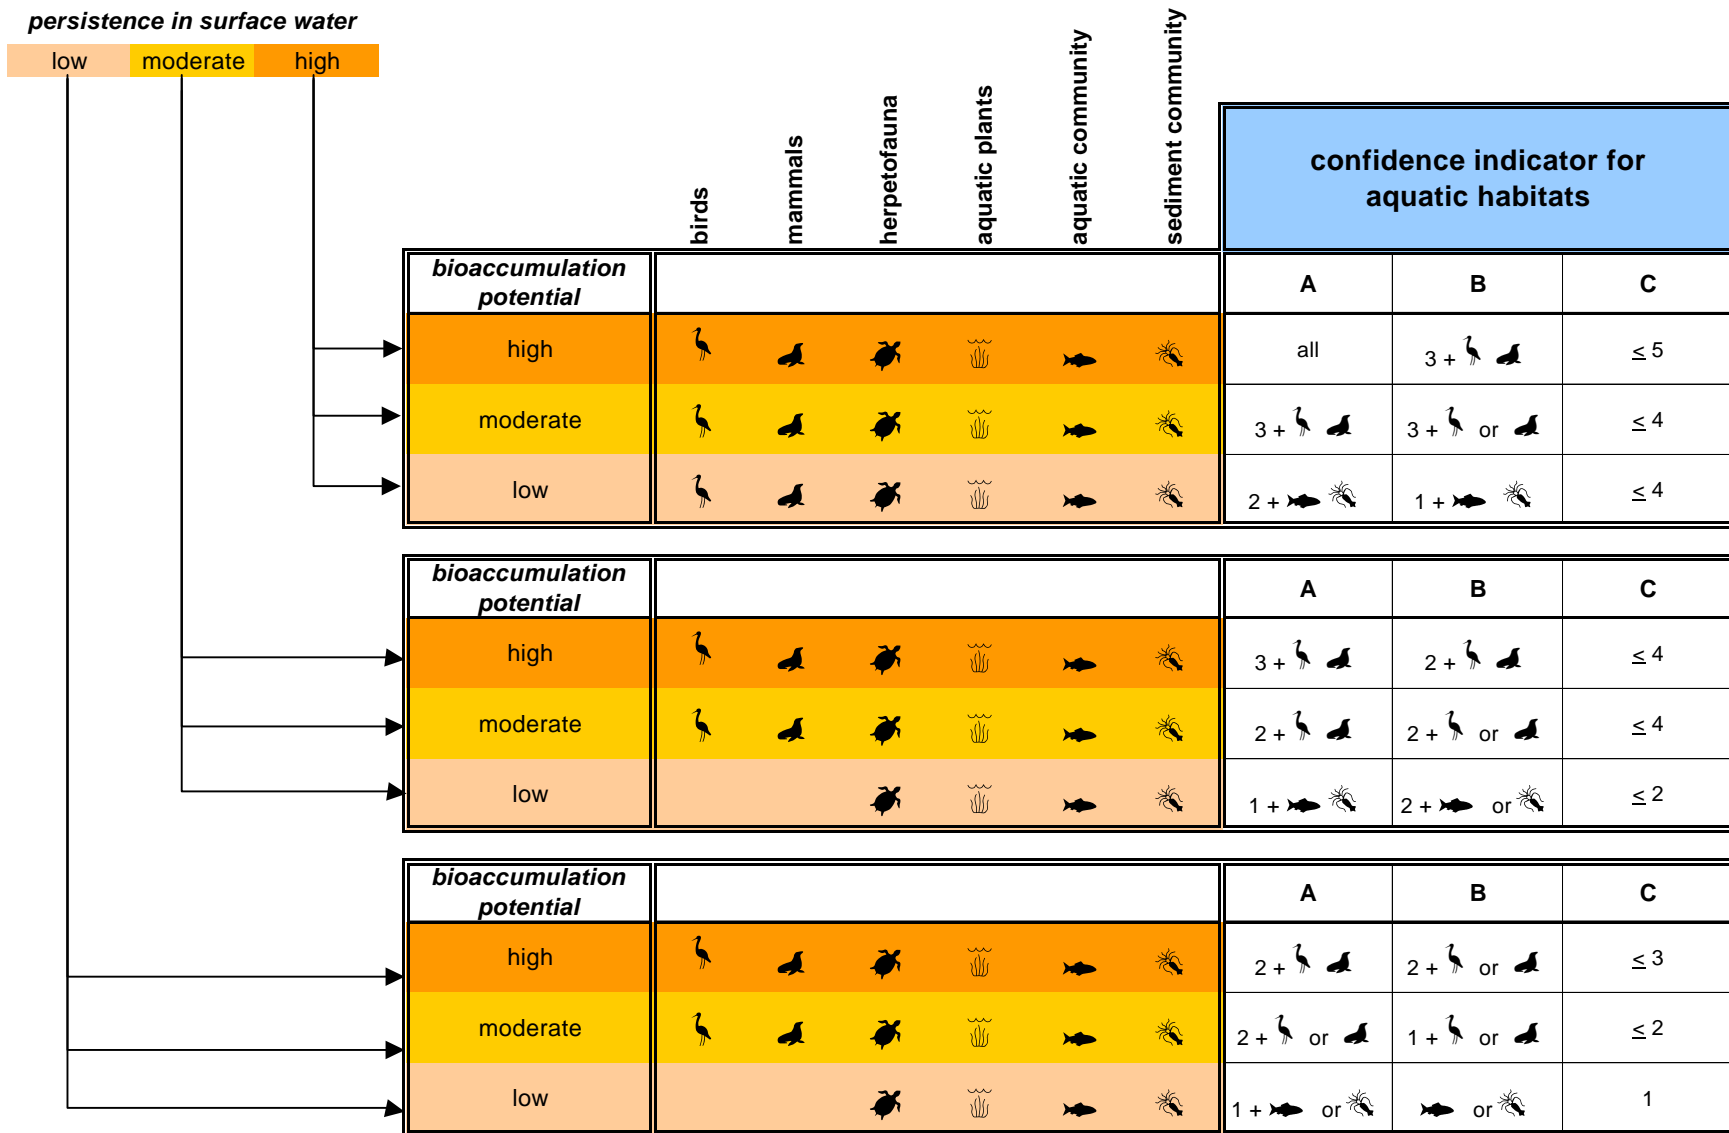 persistence in surface water
low moderate high
birds
mammals
herpetofauna
aquatic plants
aquatic community
sediment community
confidence indicator for
aquatic habitats
bioaccumulation
potential
A B C
high all 3 + ≤ 5
moderate 3 + 3 + or ≤ 4
low 2 + 1 + ≤ 4
bioaccumulation
potential
A B C
high 3 + 2 + ≤ 4
moderate 2 + 2 + or ≤ 4
low 1 + 2 + or ≤ 2
bioaccumulation
potential
A B C
high 2 + 2 + or ≤ 3
moderate 2 + or 1 + or ≤ 2
low 1 + or or 1